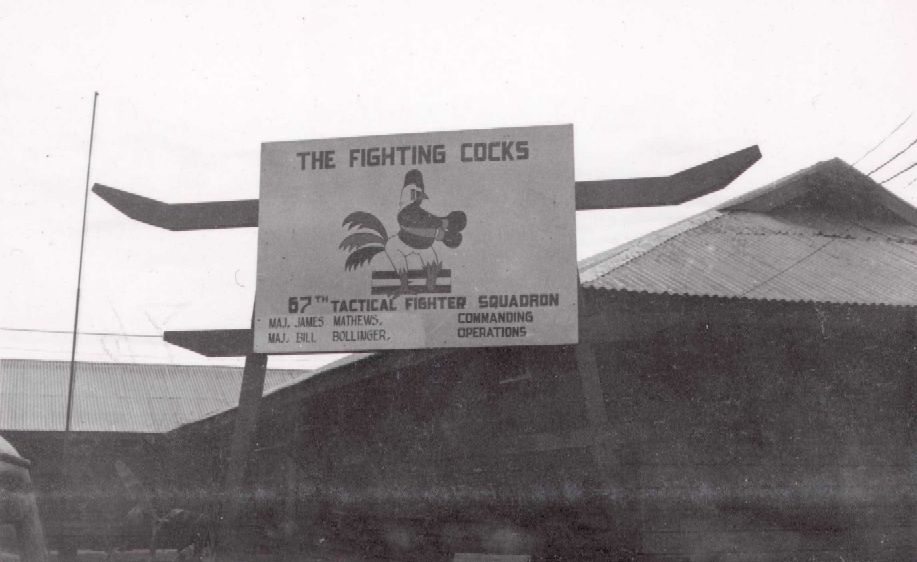 THE FIGHTING COCKS
67TH TACTICAL FIGHTER SQUADRON
MAJ. JAMES MATHEWS, COMMANDING
MAJ. BILL BOLLINGER, OPERATIONS